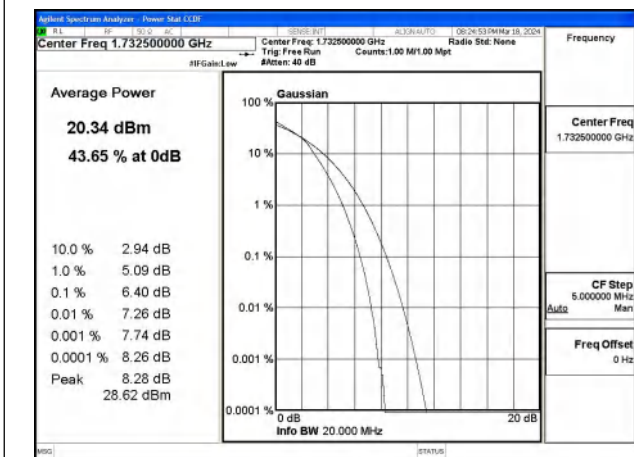 Agilent Spectrum Analyzer - Power Stat CCDF
RL RF 50 Ω AC SENSE:INT ALIGN AUTO 08:24:53 PM Mar 18, 2024
Center Freq 1.732500000 GHz
Center Freq: 1.732500000 GHz Radio Std: None
Trig: Free Run Counts:1.00 M/1.00 Mpt
#IFGain:Low #Atten: 40 dB
Frequency
Average Power
20.34 dBm
43.65 % at 0dB
10.0 % 2.94 dB
1.0 % 5.09 dB
0.1 % 6.40 dB
0.01 % 7.26 dB
0.001 % 7.74 dB
0.0001 % 8.26 dB
Peak 8.28 dB
28.62 dBm
Gaussian
100 %
10 %
1 %
0.1 %
0.01 %
0.001 %
0.0001 %
0 dB 20 dB
Info BW 20.000 MHz
Center Freq
1.732500000 GHz
CF Step
5.000000 MHz
Auto Man
Freq Offset
0 Hz
MSG STATUS